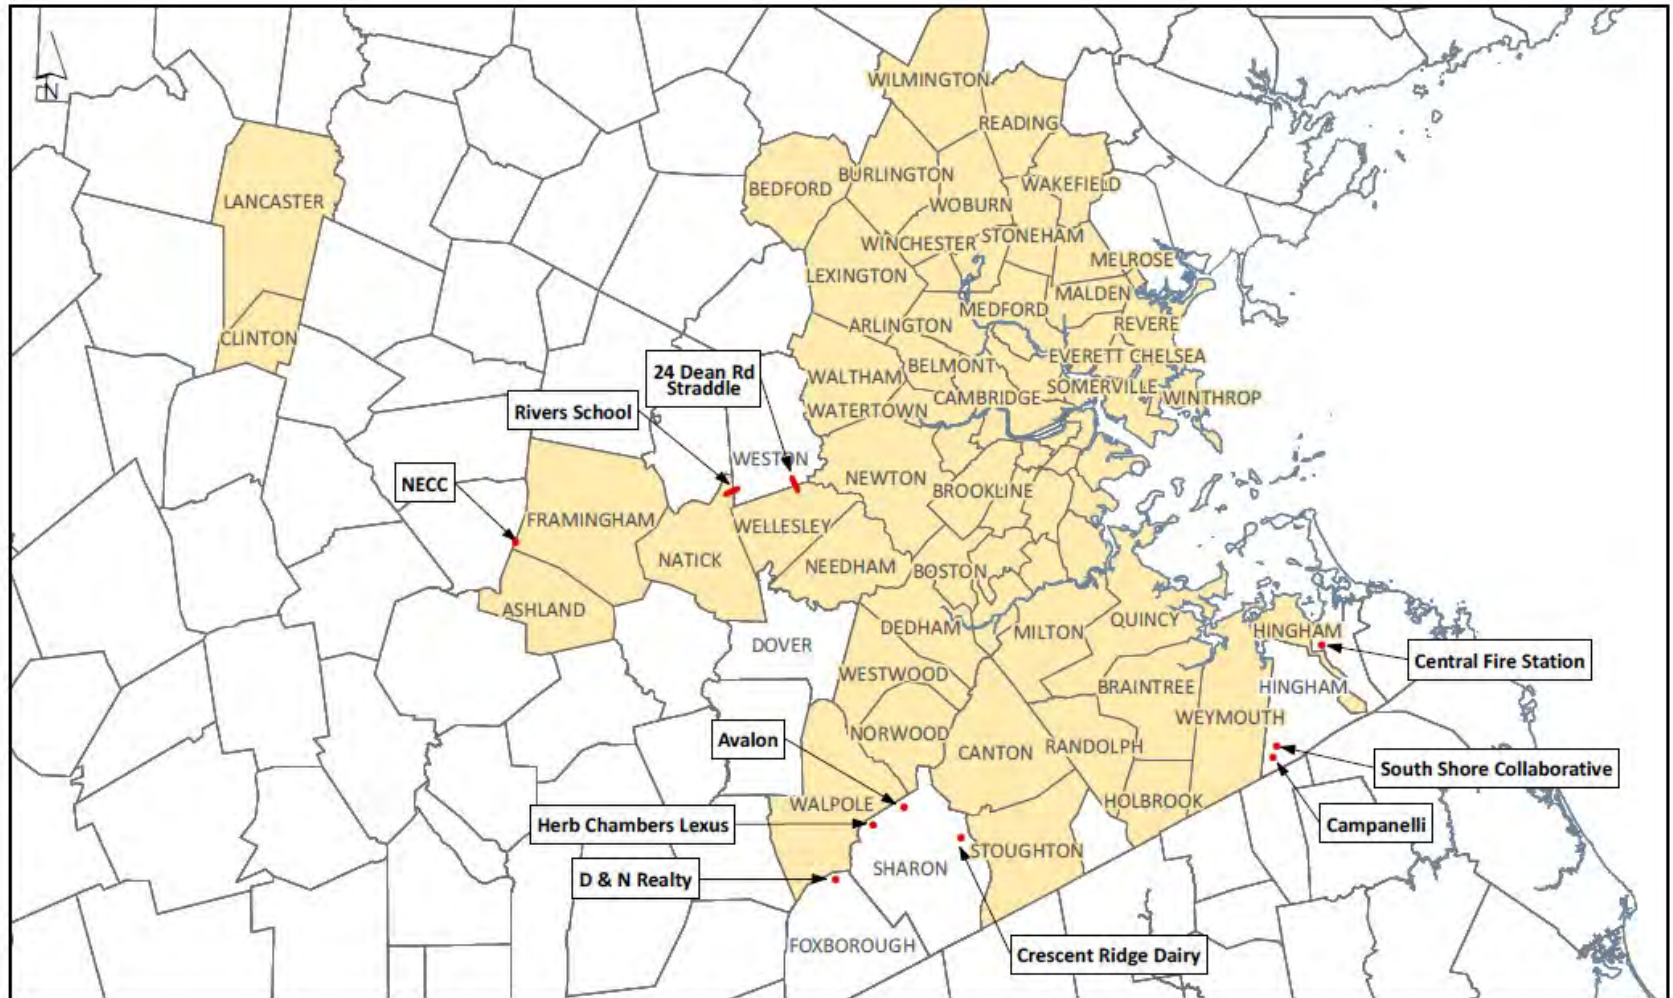 N
WILMINGTON
READING
BURLINGTON
BEDFORD
WAKEFIELD
LANCASTER
WOBURN
WINCHESTER
STONEHAM
MELROSE
LEXINGTON
MALDEN
MEDFORD
ARLINGTON
REVERE
CLINTON
EVERETT
CHELSEA
BELMONT
24 Dean Rd
Straddle
WALTHAM
SOMERVILLE
CAMBRIDGE
WINTHROP
Rivers School
WATERTOWN
WESTON
NEWTON
NECC
BROOKLINE
FRAMINGHAM
WELLESLEY
NATICK
NEEDHAM
BOSTON
ASHLAND
QUINCY
DEDHAM
MILTON
HINGHAM
DOVER
Central Fire Station
WESTWOOD
BRAINTREE
HINGHAM
WEYMOUTH
NORWOOD
Avalon
RANDOLPH
CANTON
South Shore Collaborative
WALPOLE
HOLBROOK
Herb Chambers Lexus
Campanelli
STOUGHTON
SHARON
D & N Realty
FOXBOROUGH
Crescent Ridge Dairy